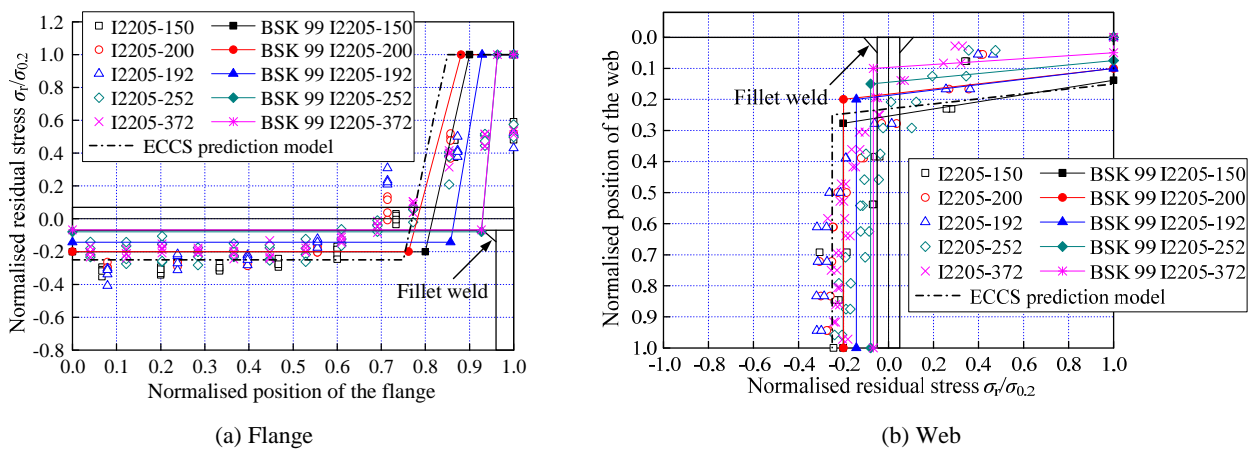 1.2
1.0
0.8
0.6
0.4
0.2
0.0
-0.2
-0.4
-0.6
-0.8
Normalised residual stress σr/σ0.2
I2205-150 BSK 99 I2205-150
I2205-200 BSK 99 I2205-200
I2205-192 BSK 99 I2205-192
I2205-252 BSK 99 I2205-252
I2205-372 BSK 99 I2205-372
ECCS prediction model
Fillet weld
0.0 0.1 0.2 0.3 0.4 0.5 0.6 0.7 0.8 0.9 1.0
Normalised position of the flange
(a) Flange
0.0
0.1
0.2
0.3
0.4
0.5
0.6
0.7
0.8
0.9
1.0
Normalised position of the web
Fillet weld
I2205-150 BSK 99 I2205-150
I2205-200 BSK 99 I2205-200
I2205-192 BSK 99 I2205-192
I2205-252 BSK 99 I2205-252
I2205-372 BSK 99 I2205-372
ECCS prediction model
-1.0 -0.8 -0.6 -0.4 -0.2 0.0 0.2 0.4 0.6 0.8 1.0
Normalised residual stress σr/σ0.2
(b) Web